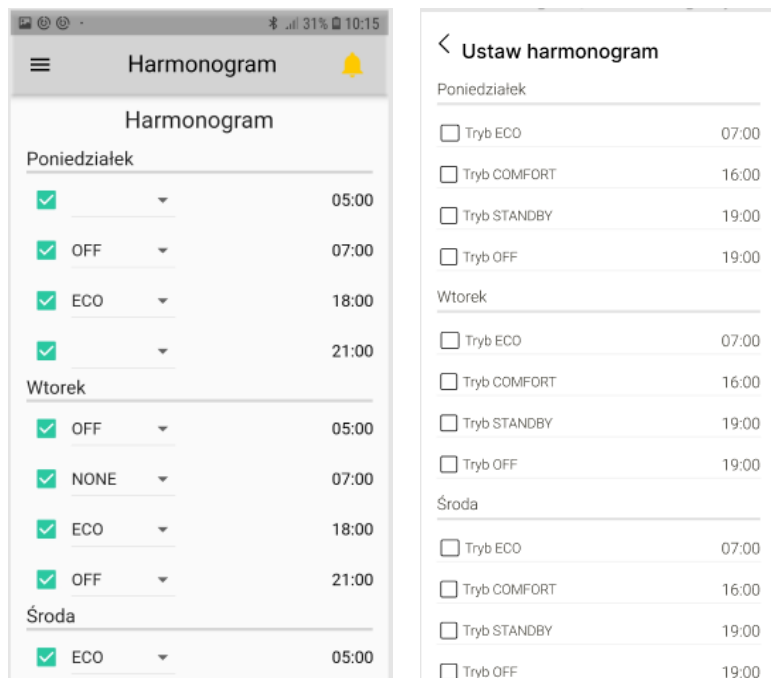 31% 10:15
Harmonogram
Harmonogram
Poniedziałek
05:00
OFF 07:00
ECO 18:00
21:00
Wtorek
OFF 05:00
NONE 07:00
ECO 18:00
OFF 21:00
Środa
ECO 05:00
Ustaw harmonogram
Poniedziałek
Tryb ECO 07:00
Tryb COMFORT 16:00
Tryb STANDBY 19:00
Tryb OFF 19:00
Wtorek
Tryb ECO 07:00
Tryb COMFORT 16:00
Tryb STANDBY 19:00
Tryb OFF 19:00
Środa
Tryb ECO 07:00
Tryb COMFORT 16:00
Tryb STANDBY 19:00
Tryb OFF 19:00